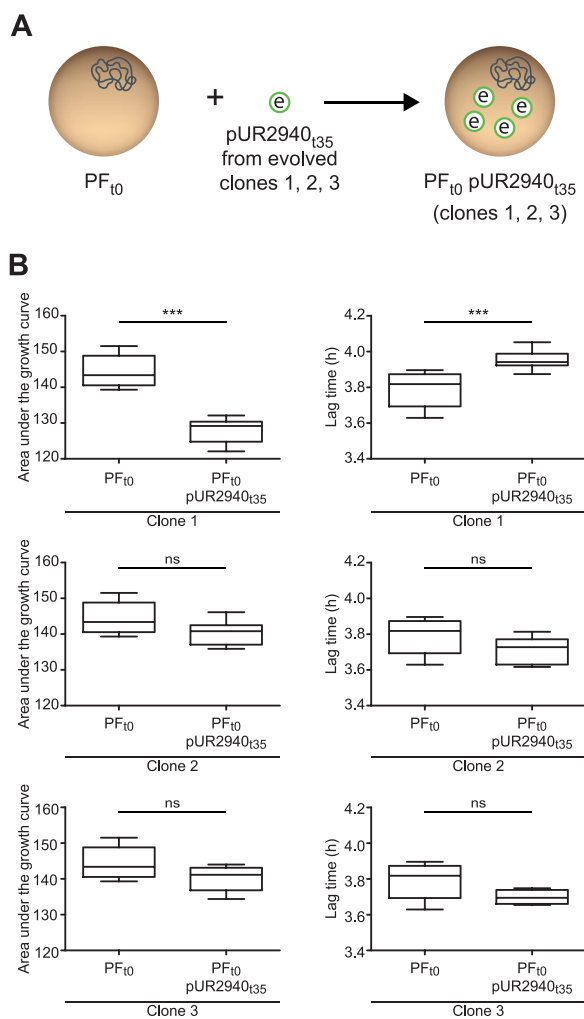 A
+
e
e
e
e
e
PFt0
pUR2940t35
from evolved
clones 1, 2, 3
PFt0 pUR2940t35
(clones 1, 2, 3)
B
Area under the growth curve
160
150
140
130
120
***
PFt0
PFt0
pUR2940t35
Clone 1
Lag time (h)
4.2
4.0
3.8
3.6
3.4
***
PFt0
PFt0
pUR2940t35
Clone 1
Area under the growth curve
160
150
140
130
120
ns
PFt0
PFt0
pUR2940t35
Clone 2
Lag time (h)
4.2
4.0
3.8
3.6
3.4
ns
PFt0
PFt0
pUR2940t35
Clone 2
Area under the growth curve
160
150
140
130
120
ns
PFt0
PFt0
pUR2940t35
Clone 3
Lag time (h)
4.2
4.0
3.8
3.6
3.4
ns
PFt0
PFt0
pUR2940t35
Clone 3